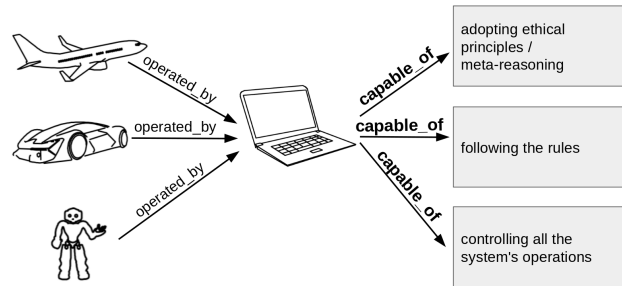 operated_by
operated_by
operated_by
capable_of
capable_of
capable_of
adopting ethical
principles /
meta-reasoning
following the rules
controlling all the
system's operations